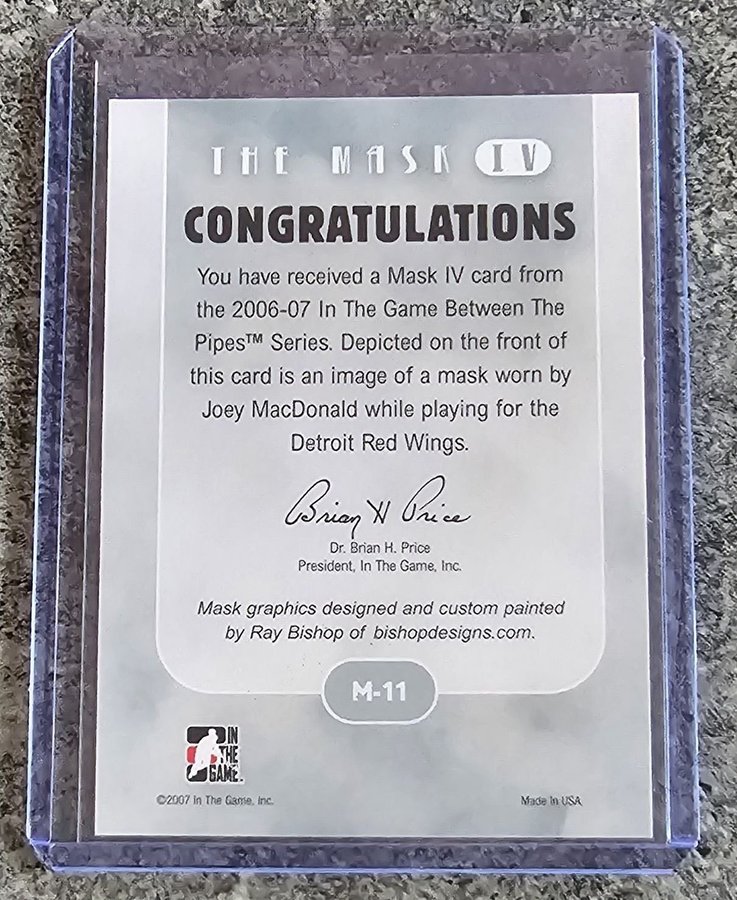 THE MASK IV
CONGRATULATIONS
You have received a Mask IV card from
the 2006-07 In The Game Between The
Pipes™ Series. Depicted on the front of
this card is an image of a mask worn by
Joey MacDonald while playing for the
Detroit Red Wings.
Brian H Price
Dr. Brian H. Price
President, In The Game, Inc.
Mask graphics designed and custom painted
by Ray Bishop of bishopdesigns.com.
M-11
IN
THE
GAME
©2007 In The Game, Inc.
Made In USA